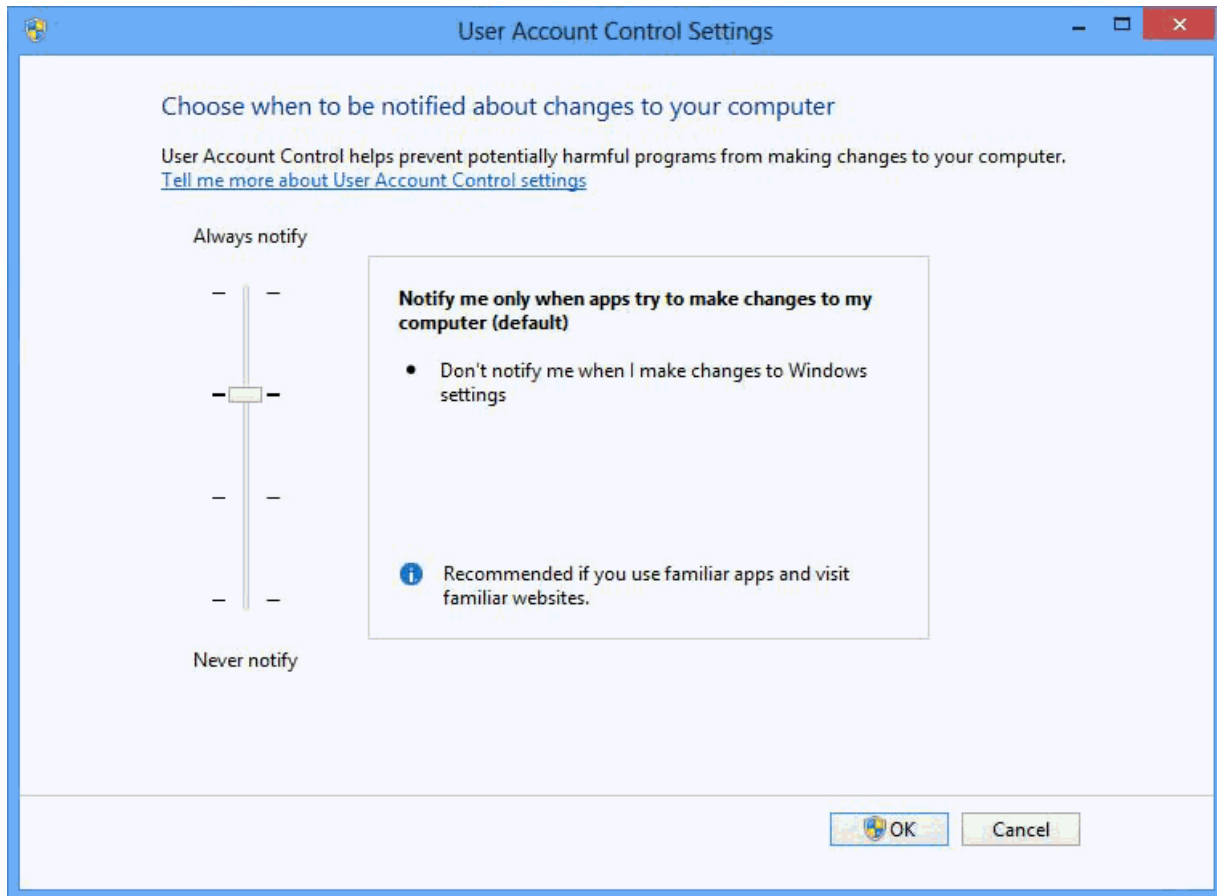 User Account Control Settings
Choose when to be notified about changes to your computer
User Account Control helps prevent potentially harmful programs from making changes to your computer.
Tell me more about User Account Control settings
Always notify
Notify me only when apps try to make changes to my
computer (default)
• Don't notify me when I make changes to Windows
settings
Recommended if you use familiar apps and visit
familiar websites.
Never notify
OK
Cancel